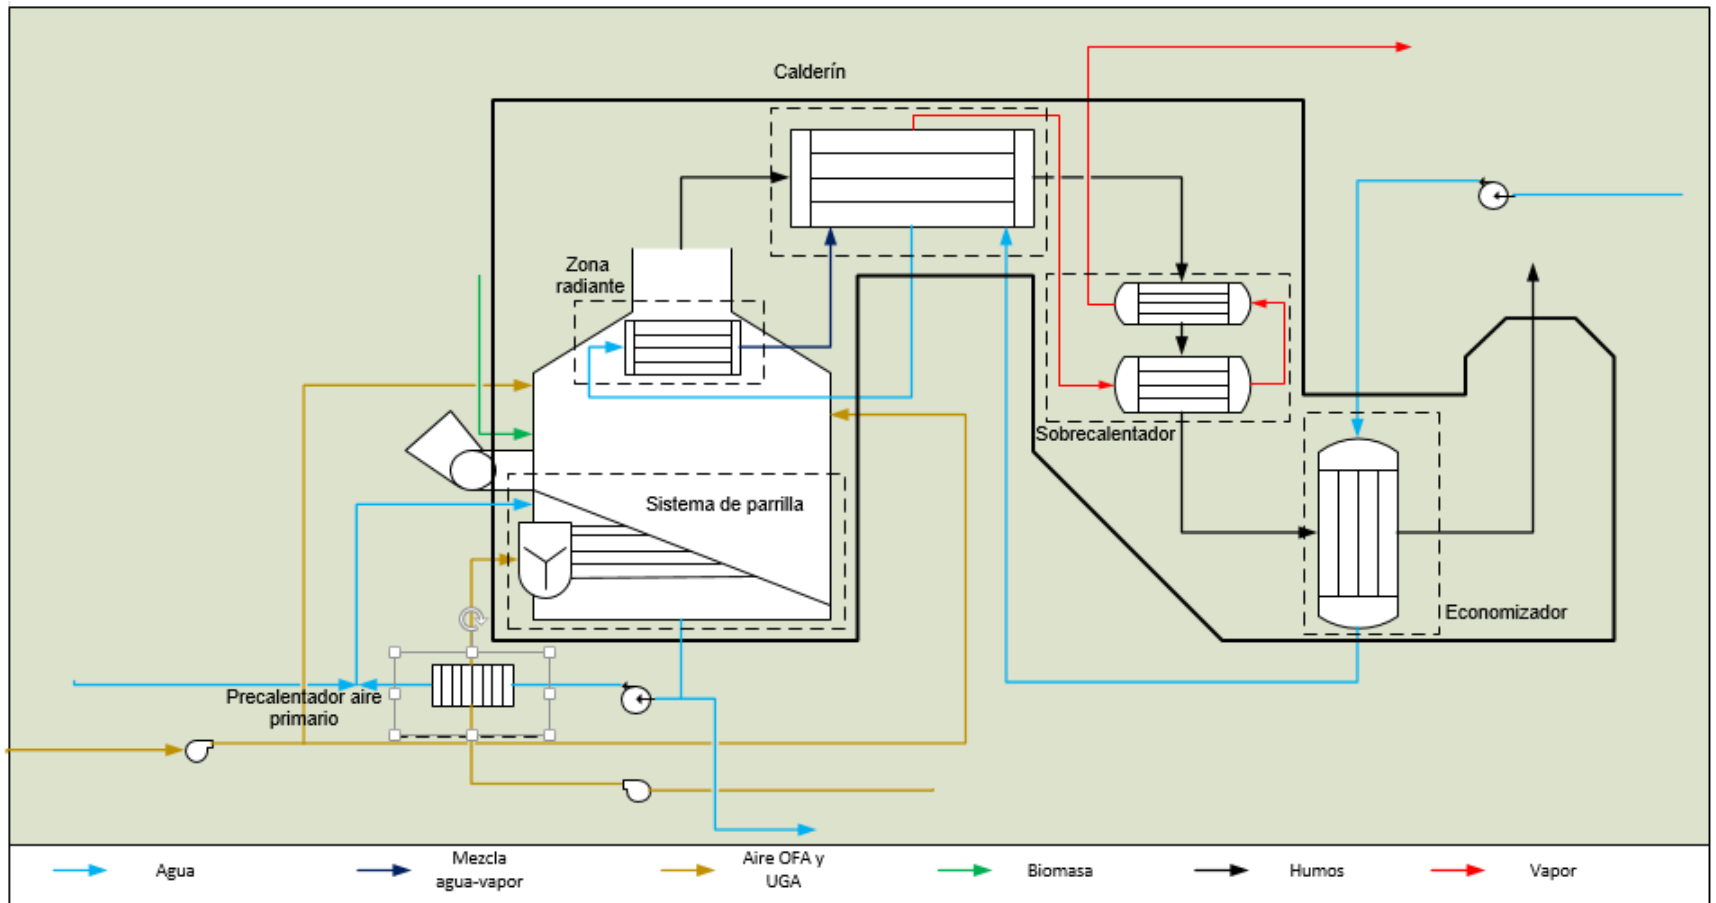 Calderín
Zona
radiante
Sobrecalentador
Sistema de parrilla
Economizador
Precalentador aire
primario
Agua
Mezcla
agua-vapor
Aire OFA y
UGA
Biomasa
Humos
Vapor